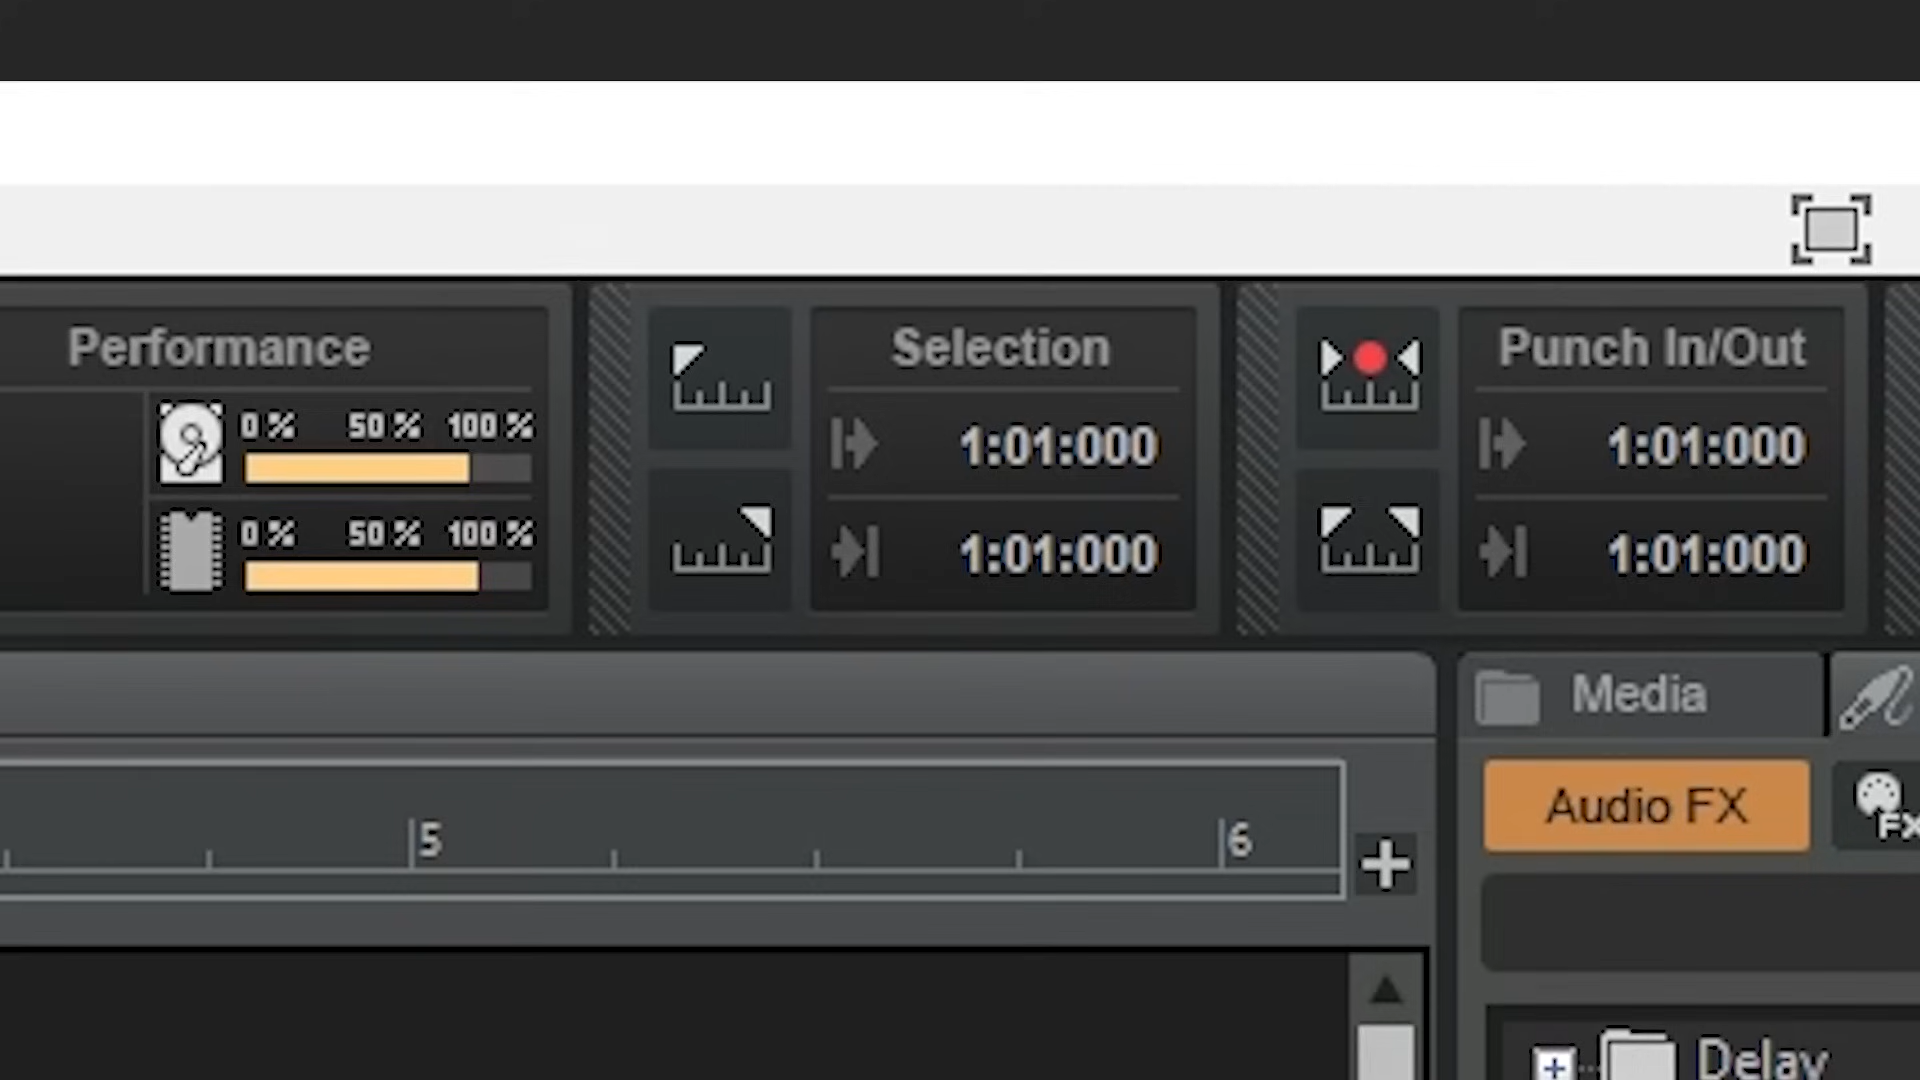 Performance
0 % 50 % 100 %
0 % 50 % 100 %
Selection
1:01:000
1:01:000
Punch In/Out
1:01:000
1:01:000
Media
Audio FX
FX
5
6
Delay